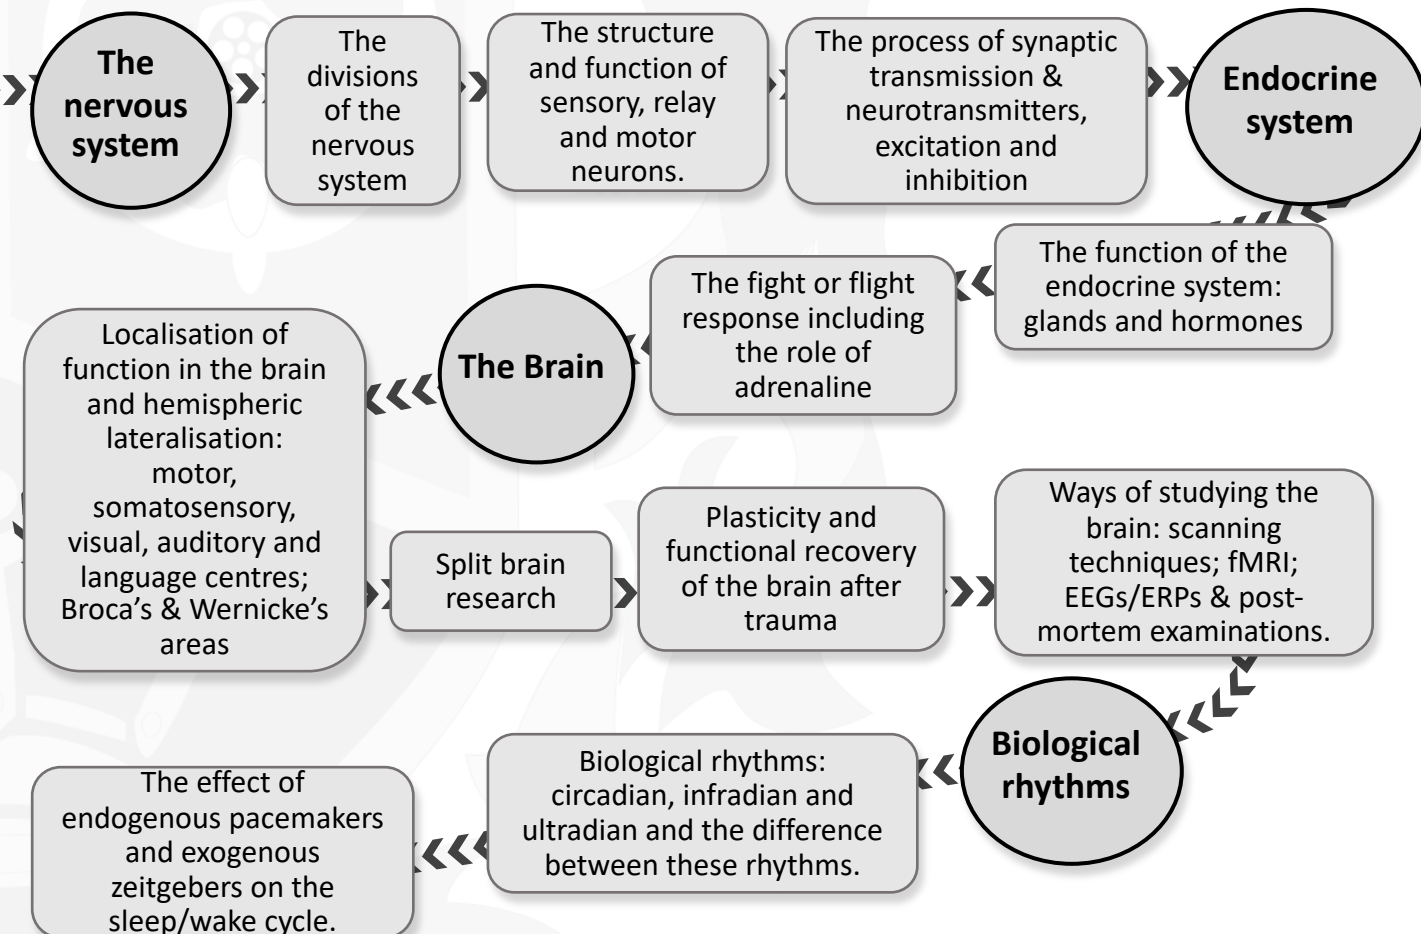 The
nervous
system
The
divisions
of the
nervous
system
The structure
and function of
sensory, relay
and motor
neurons.
The process of synaptic
transmission &
neurotransmitters,
excitation and
inhibition
Endocrine
system
The function of the
endocrine system:
glands and hormones
The fight or flight
response including
the role of
adrenaline
The Brain
Localisation of
function in the brain
and hemispheric
lateralisation:
motor,
somatosensory,
visual, auditory and
language centres;
Broca’s & Wernicke’s
areas
Split brain
research
Plasticity and
functional recovery
of the brain after
trauma
Ways of studying the
brain: scanning
techniques; fMRI;
EEGs/ERPs & post-
mortem examinations.
Biological
rhythms
Biological rhythms:
circadian, infradian and
ultradian and the difference
between these rhythms.
The effect of
endogenous pacemakers
and exogenous
zeitgebers on the
sleep/wake cycle.